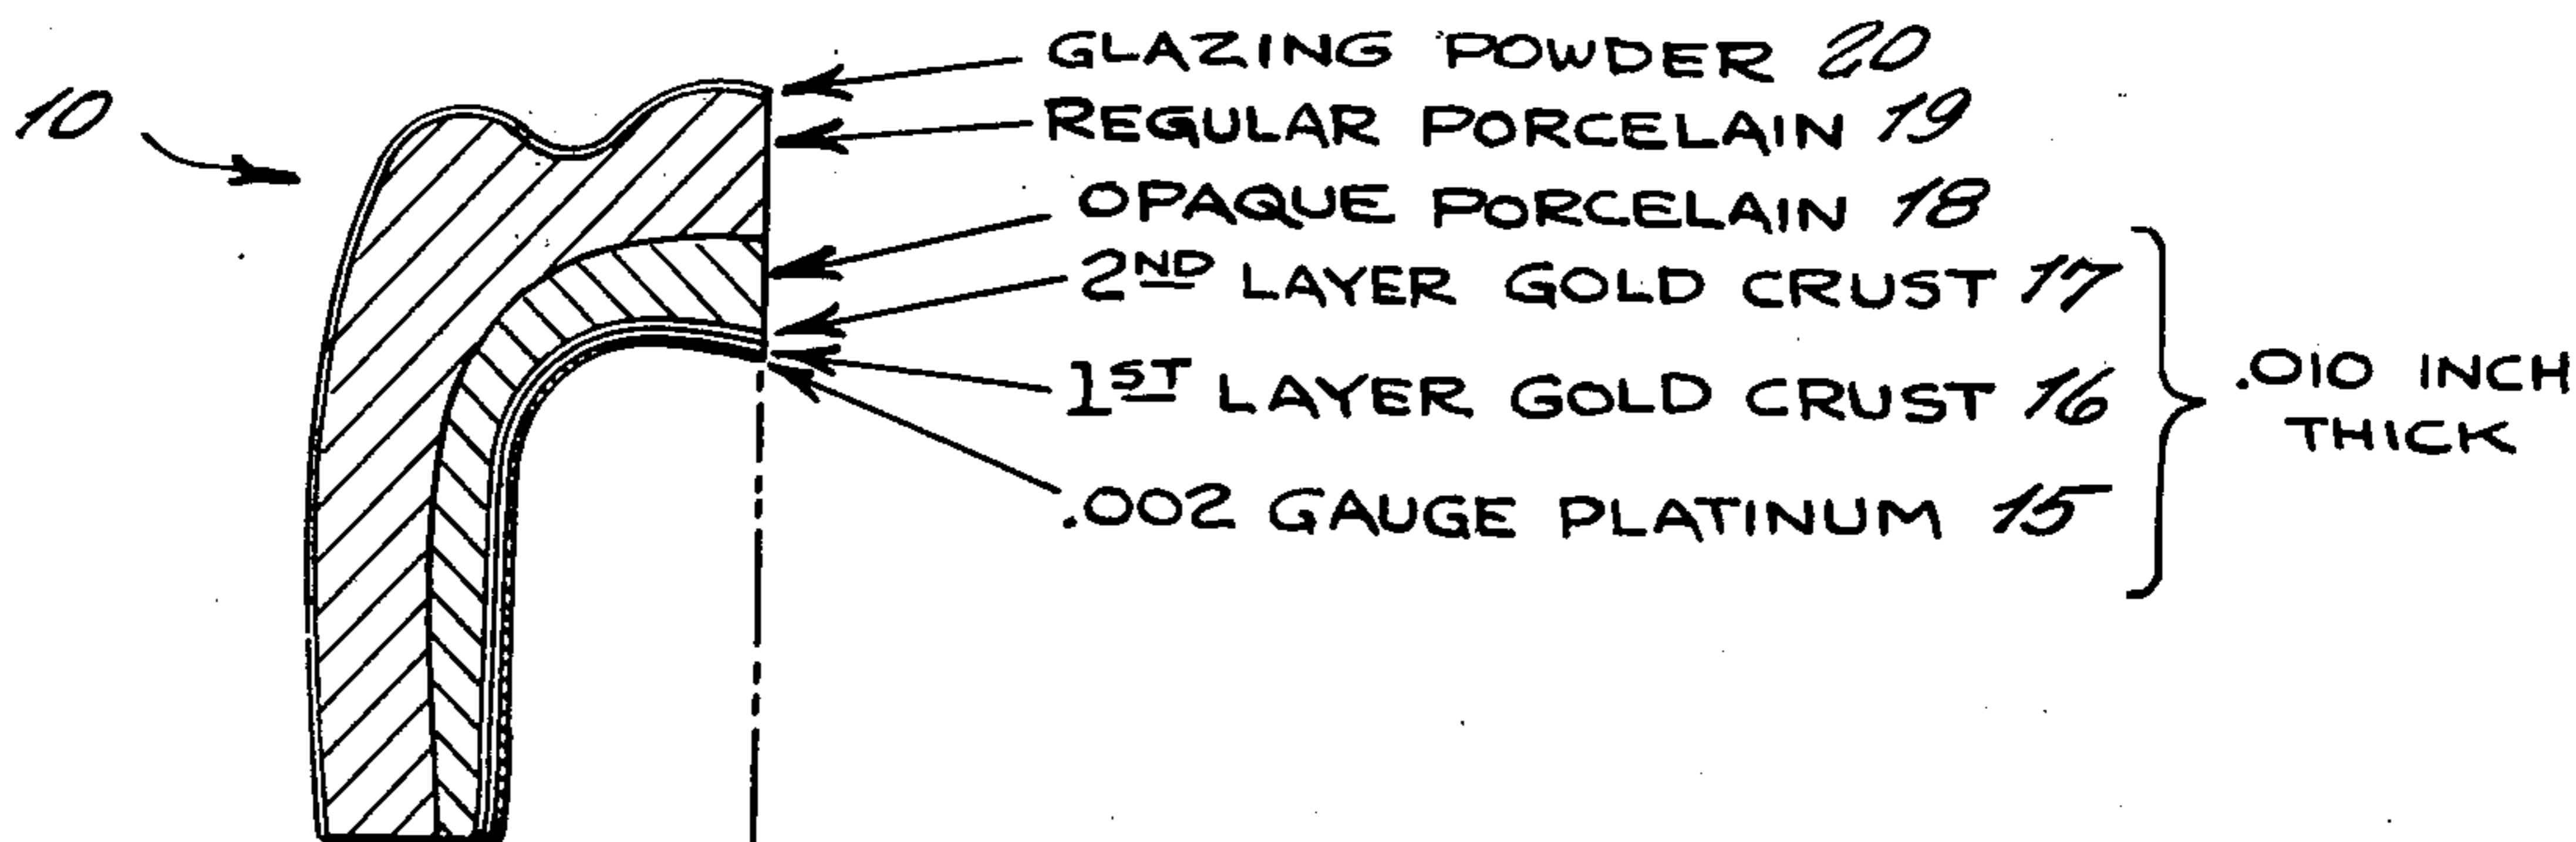 10
GLAZING POWDER 20
REGULAR PORCELAIN 19
OPAQUE PORCELAIN 18
2ND LAYER GOLD CRUST 17
1ST LAYER GOLD CRUST 16
.002 GAUGE PLATINUM 15
.010 INCH
THICK